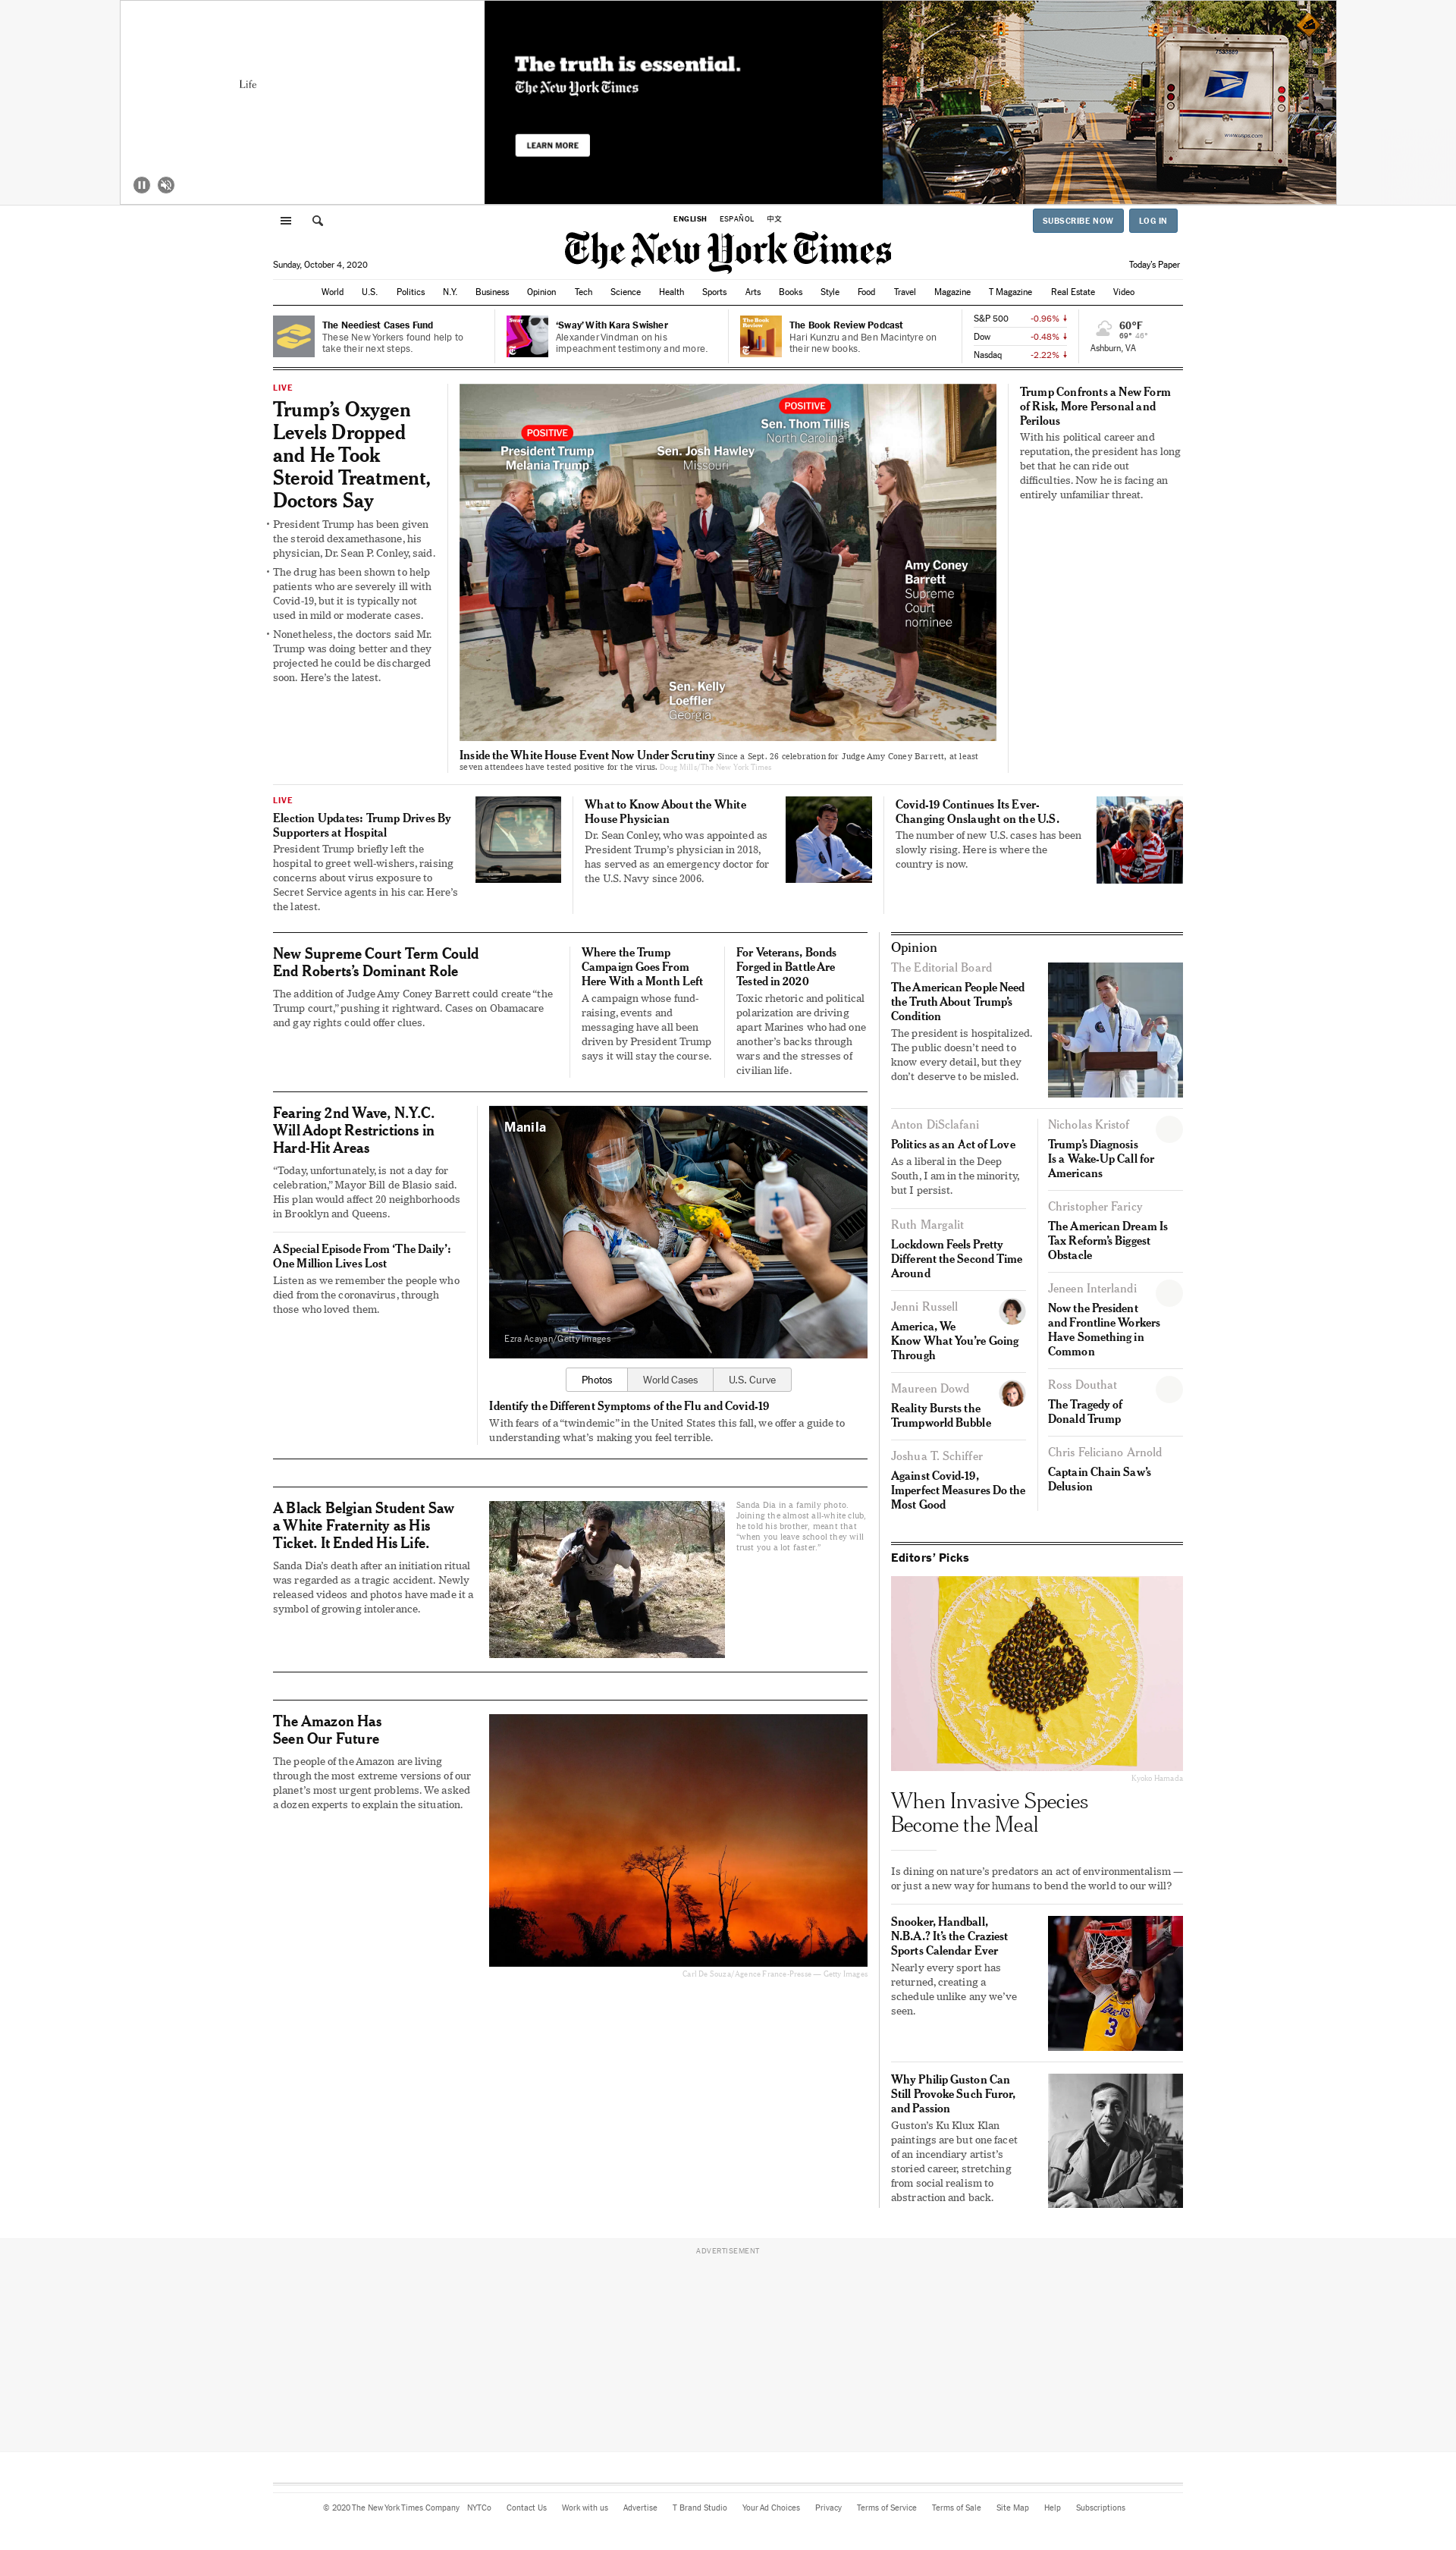 Life
The truth is essential.
The New York Times
LEARN MORE
www.usps.com
ENGLISH ESPAÑOL 中文
SUBSCRIBE NOW LOG IN
The New York Times
Sunday, October 4, 2020
Today's Paper
World U.S. Politics N.Y. Business Opinion Tech Science Health Sports Arts Books Style Food Travel Magazine T Magazine Real Estate Video
The Neediest Cases Fund
These New Yorkers found help to
take their next steps.
Sway
‘Sway’ With Kara Swisher
Alexander Vindman on his
impeachment testimony and more.
The Book
Review
The Book Review Podcast
Hari Kunzru and Ben Macintyre on
their new books.
S&P 500 -0.96%
Dow -0.48%
Nasdaq -2.22%
60°F
69° 46°
Ashburn, VA
LIVE
Trump’s Oxygen
Levels Dropped
and He Took
Steroid Treatment,
Doctors Say
• President Trump has been given
the steroid dexamethasone, his
physician, Dr. Sean P. Conley, said.
• The drug has been shown to help
patients who are severely ill with
Covid-19, but it is typically not
used in mild or moderate cases.
• Nonetheless, the doctors said Mr.
Trump was doing better and they
projected he could be discharged
soon. Here’s the latest.
POSITIVE
President Trump
Melania Trump
Sen. Josh Hawley
Missouri
POSITIVE
Sen. Thom Tillis
North Carolina
Amy Coney
Barrett
Supreme
Court
nominee
Sen. Kelly
Loeffler
Georgia
Inside the White House Event Now Under Scrutiny Since a Sept. 26 celebration for Judge Amy Coney Barrett, at least
seven attendees have tested positive for the virus. Doug Mills/The New York Times
Trump Confronts a New Form
of Risk, More Personal and
Perilous
With his political career and
reputation, the president has long
bet that he can ride out
difficulties. Now he is facing an
entirely unfamiliar threat.
LIVE
Election Updates: Trump Drives By
Supporters at Hospital
President Trump briefly left the
hospital to greet well-wishers, raising
concerns about virus exposure to
Secret Service agents in his car. Here’s
the latest.
What to Know About the White
House Physician
Dr. Sean Conley, who was appointed as
President Trump’s physician in 2018,
has served as an emergency doctor for
the U.S. Navy since 2006.
Covid-19 Continues Its Ever-
Changing Onslaught on the U.S.
The number of new U.S. cases has been
slowly rising. Here is where the
country is now.
New Supreme Court Term Could
End Roberts’s Dominant Role
The addition of Judge Amy Coney Barrett could create “the
Trump court,” pushing it rightward. Cases on Obamacare
and gay rights could offer clues.
Where the Trump
Campaign Goes From
Here With a Month Left
A campaign whose fund-
raising, events and
messaging have all been
driven by President Trump
says it will stay the course.
For Veterans, Bonds
Forged in Battle Are
Tested in 2020
Toxic rhetoric and political
polarization are driving
apart Marines who had one
another’s backs through
wars and the stresses of
civilian life.
Fearing 2nd Wave, N.Y.C.
Will Adopt Restrictions in
Hard-Hit Areas
“Today, unfortunately, is not a day for
celebration,” Mayor Bill de Blasio said.
His plan would affect 20 neighborhoods
in Brooklyn and Queens.
A Special Episode From ‘The Daily’:
One Million Lives Lost
Listen as we remember the people who
died from the coronavirus, through
those who loved them.
Manila
Ezra Acayan/Getty Images
Photos World Cases U.S. Curve
Identify the Different Symptoms of the Flu and Covid-19
With fears of a “twindemic” in the United States this fall, we offer a guide to
understanding what’s making you feel terrible.
A Black Belgian Student Saw
a White Fraternity as His
Ticket. It Ended His Life.
Sanda Dia’s death after an initiation ritual
was regarded as a tragic accident. Newly
released videos and photos have made it a
symbol of growing intolerance.
Sanda Dia in a family photo.
Joining the almost all-white club,
he told his brother, meant that
“when you leave school they will
trust you a lot faster.”
The Amazon Has
Seen Our Future
The people of the Amazon are living
through the most extreme versions of our
planet’s most urgent problems. We asked
a dozen experts to explain the situation.
Carl De Souza/Agence France-Presse — Getty Images
Opinion
The Editorial Board
The American People Need
the Truth About Trump’s
Condition
The president is hospitalized.
The public doesn’t need to
know every detail, but they
don’t deserve to be misled.
Anton DiSclafani
Politics as an Act of Love
As a liberal in the Deep
South, I am in the minority,
but I persist.
Ruth Margalit
Lockdown Feels Pretty
Different the Second Time
Around
Jenni Russell
America, We
Know What You’re Going
Through
Maureen Dowd
Reality Bursts the
Trumpworld Bubble
Joshua T. Schiffer
Against Covid-19,
Imperfect Measures Do the
Most Good
Nicholas Kristof
Trump’s Diagnosis
Is a Wake-Up Call for
Americans
Christopher Faricy
The American Dream Is
Tax Reform’s Biggest
Obstacle
Jeneen Interlandi
Now the President
and Frontline Workers
Have Something in
Common
Ross Douthat
The Tragedy of
Donald Trump
Chris Feliciano Arnold
Captain Chain Saw’s
Delusion
Editors’ Picks
Kyoko Hamada
When Invasive Species
Become the Meal
Is dining on nature’s predators an act of environmentalism —
or just a new way for humans to bend the world to our will?
Snooker, Handball,
N.B.A.? It’s the Craziest
Sports Calendar Ever
Nearly every sport has
returned, creating a
schedule unlike any we’ve
seen.
3
Why Philip Guston Can
Still Provoke Such Furor,
and Passion
Guston’s Ku Klux Klan
paintings are but one facet
of an incendiary artist’s
storied career, stretching
from social realism to
abstraction and back.
ADVERTISEMENT
© 2020 The New York Times Company NYTCo Contact Us Work with us Advertise T Brand Studio Your Ad Choices Privacy Terms of Service Terms of Sale Site Map Help Subscriptions